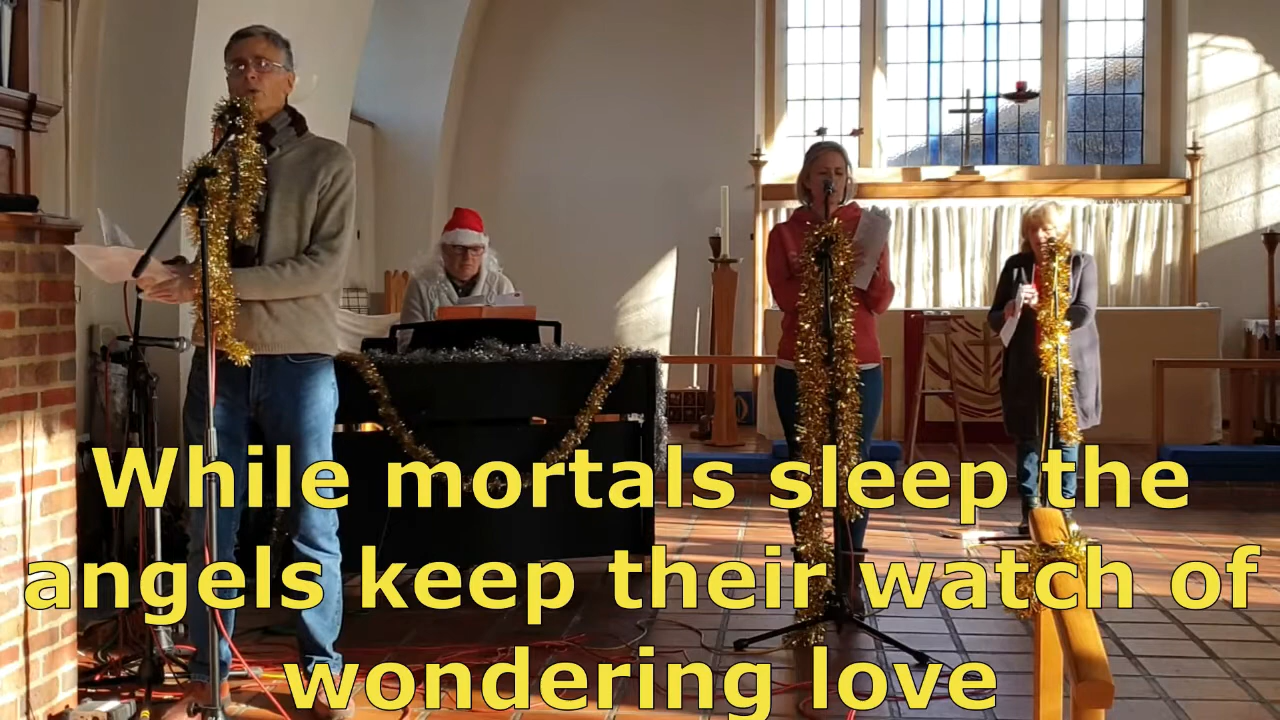 While mortals sleep the
angels keep their watch of
wondering love